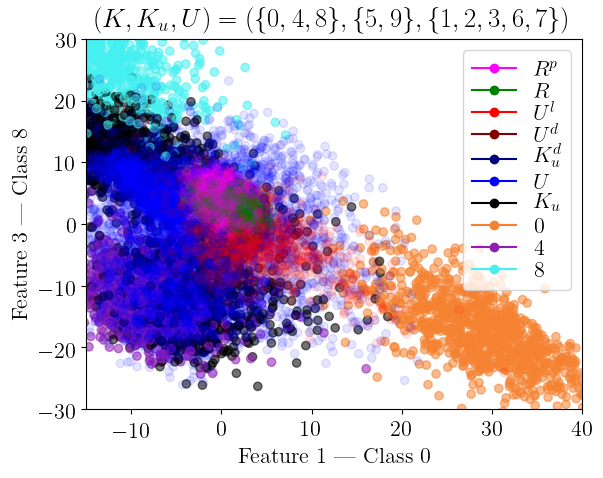 (K, K_u, U) = ({0, 4, 8}, {5, 9}, {1, 2, 3, 6, 7})
Feature 3 — Class 8
30
20
10
0
−10
−20
−30
R^p
R
U^l
U^d
K_u^d
U
K_u
0
4
8
−10 0 10 20 30 40
Feature 1 — Class 0